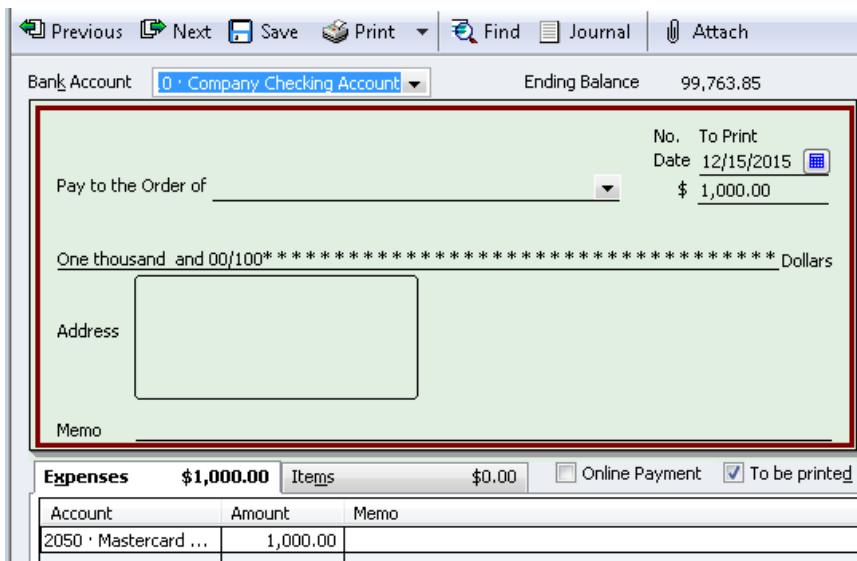 Previous Next Save Print Find Journal Attach
Bank Account .0 · Company Checking Account Ending Balance 99,763.85
No. To Print
Date 12/15/2015
Pay to the Order of $ 1,000.00
One thousand and 00/100* * * * * * * * * * * * * * * * * * * * * * * * * * * * * * * * * * * * * * * * * * * * Dollars
Address
Memo
Expenses $1,000.00 Items $0.00 Online Payment To be printed
Account Amount Memo
2050 · Mastercard ... 1,000.00